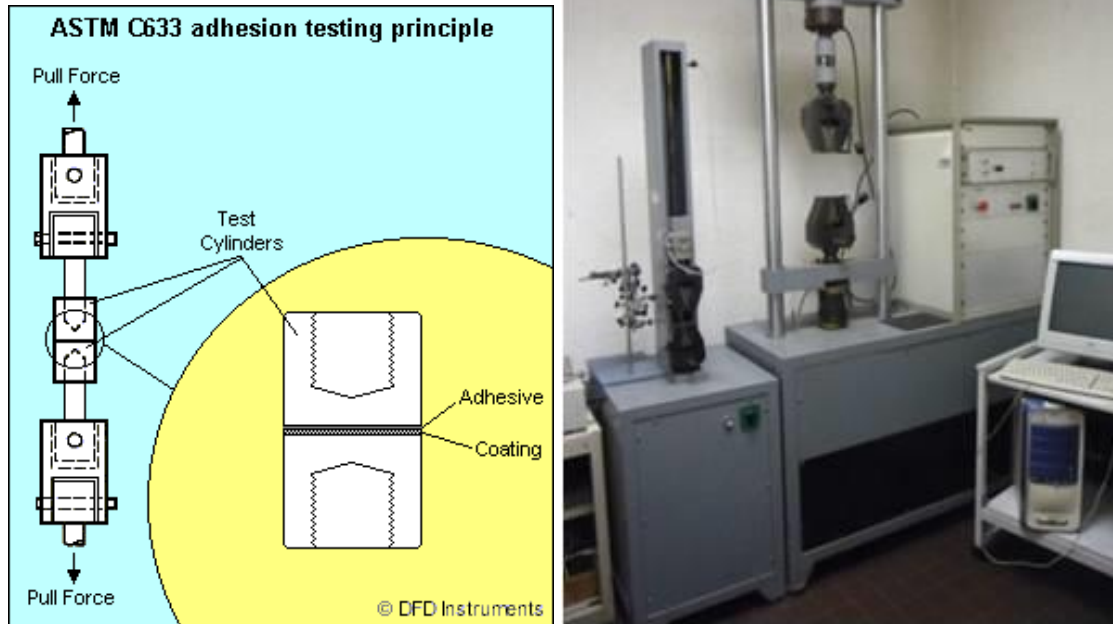 ASTM C633 adhesion testing principle
Pull Force
Test
Cylinders
Adhesive
Coating
Pull Force
© DFD Instruments